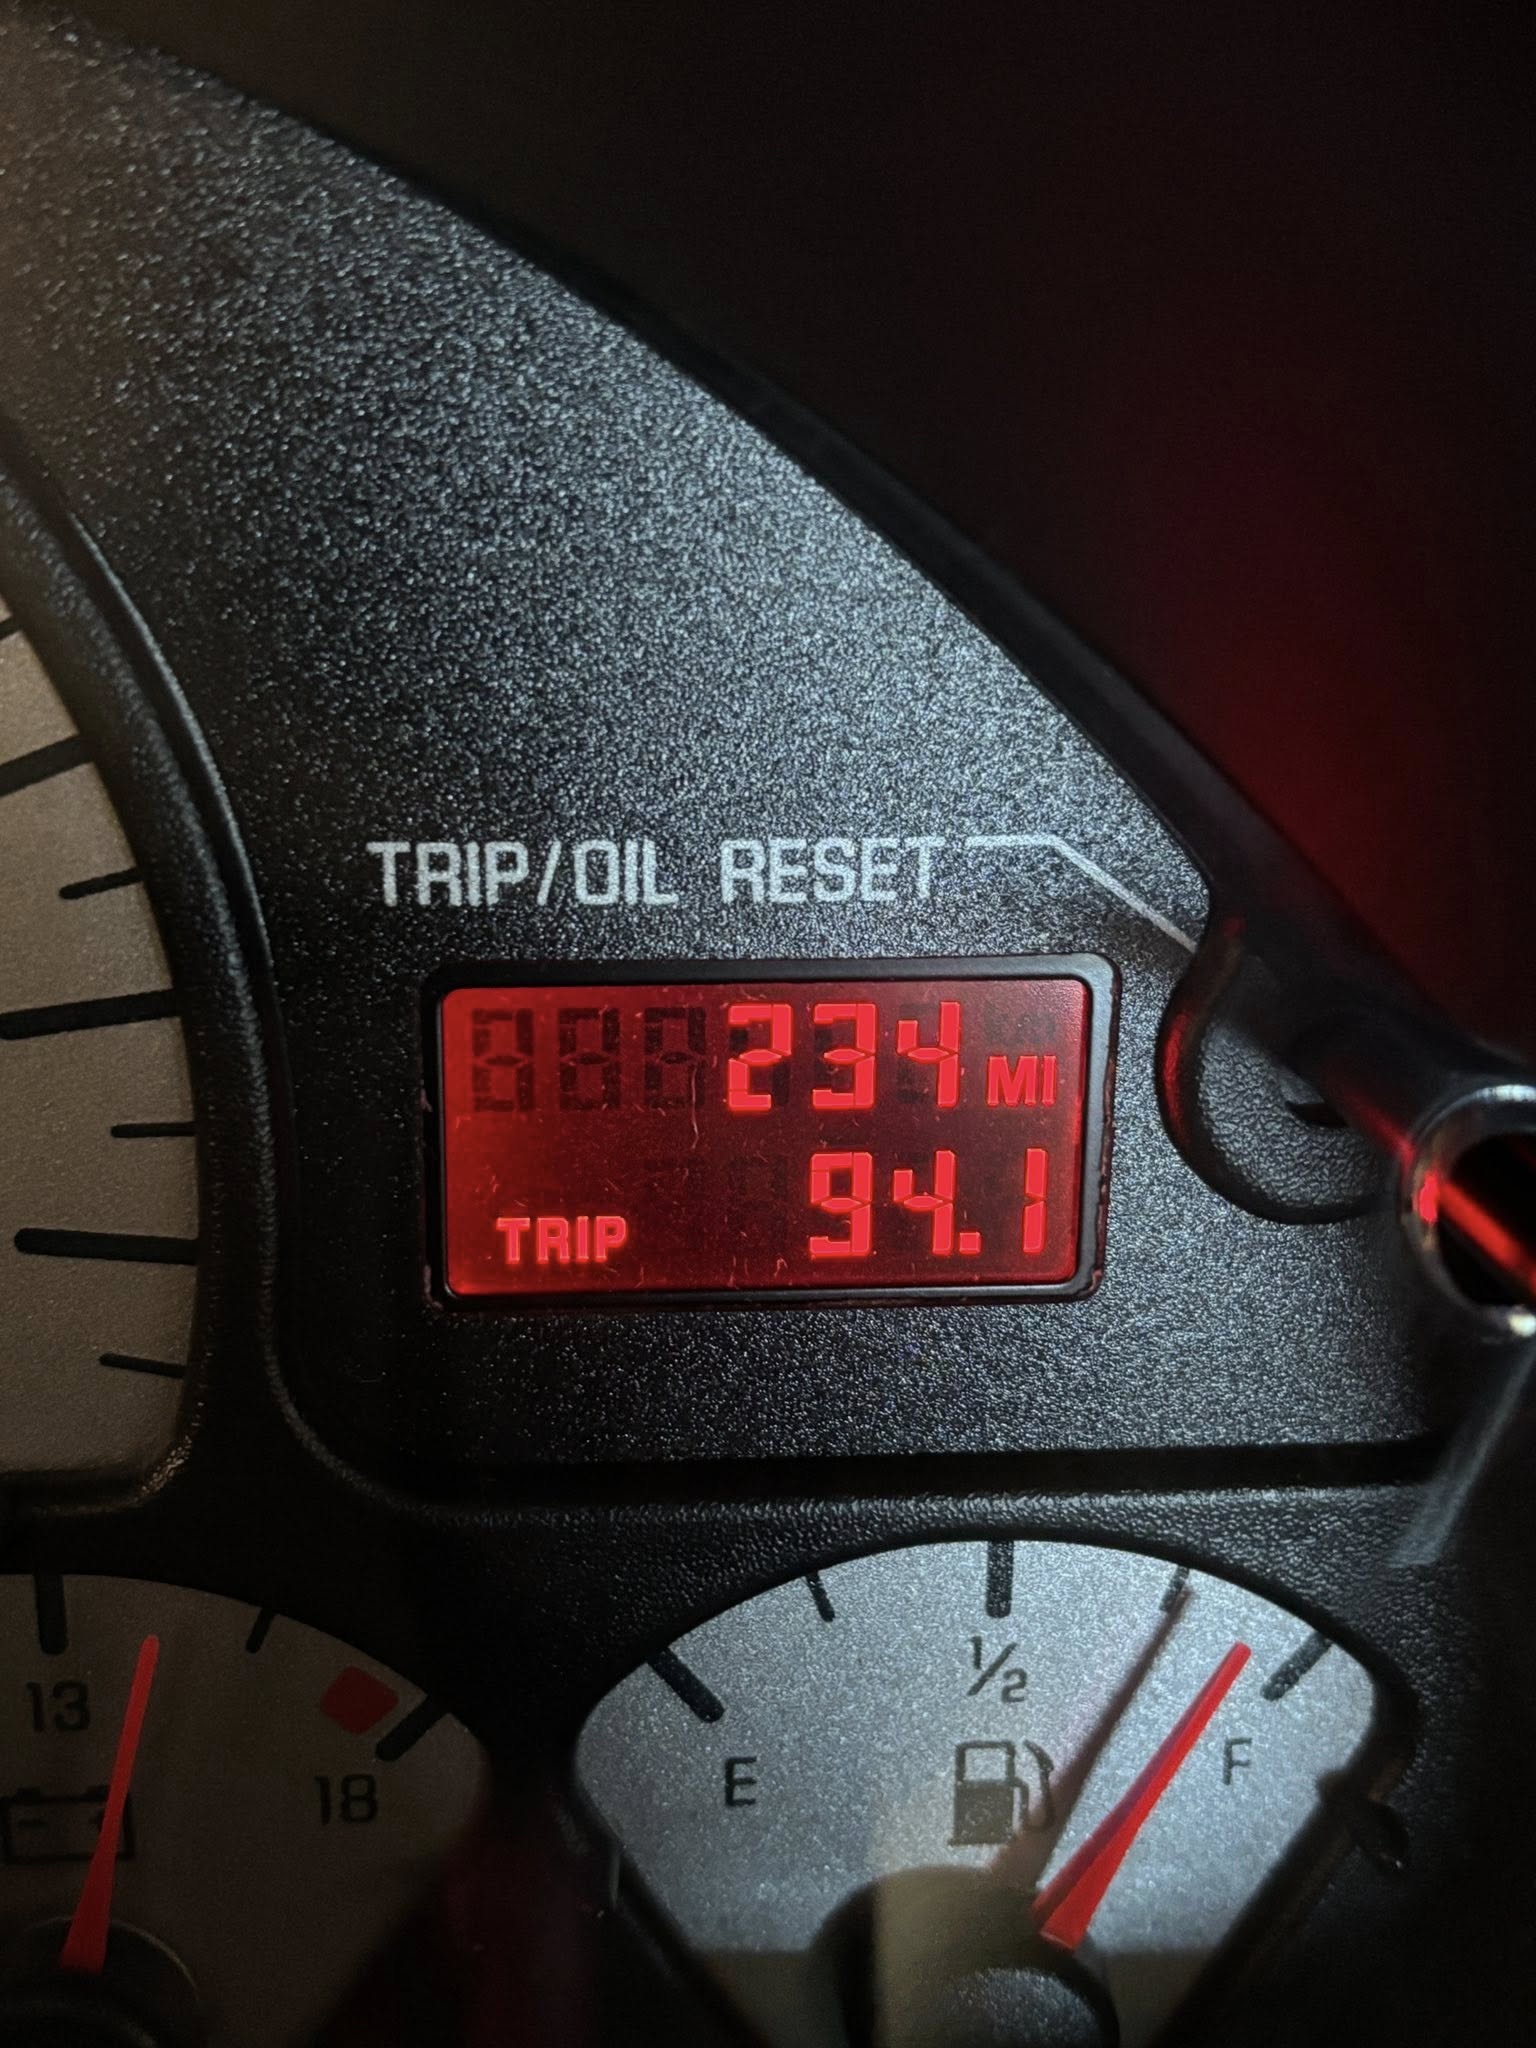 TRIP/OIL RESET
234 MI
TRIP 94.1
13
18
1/2
E
F